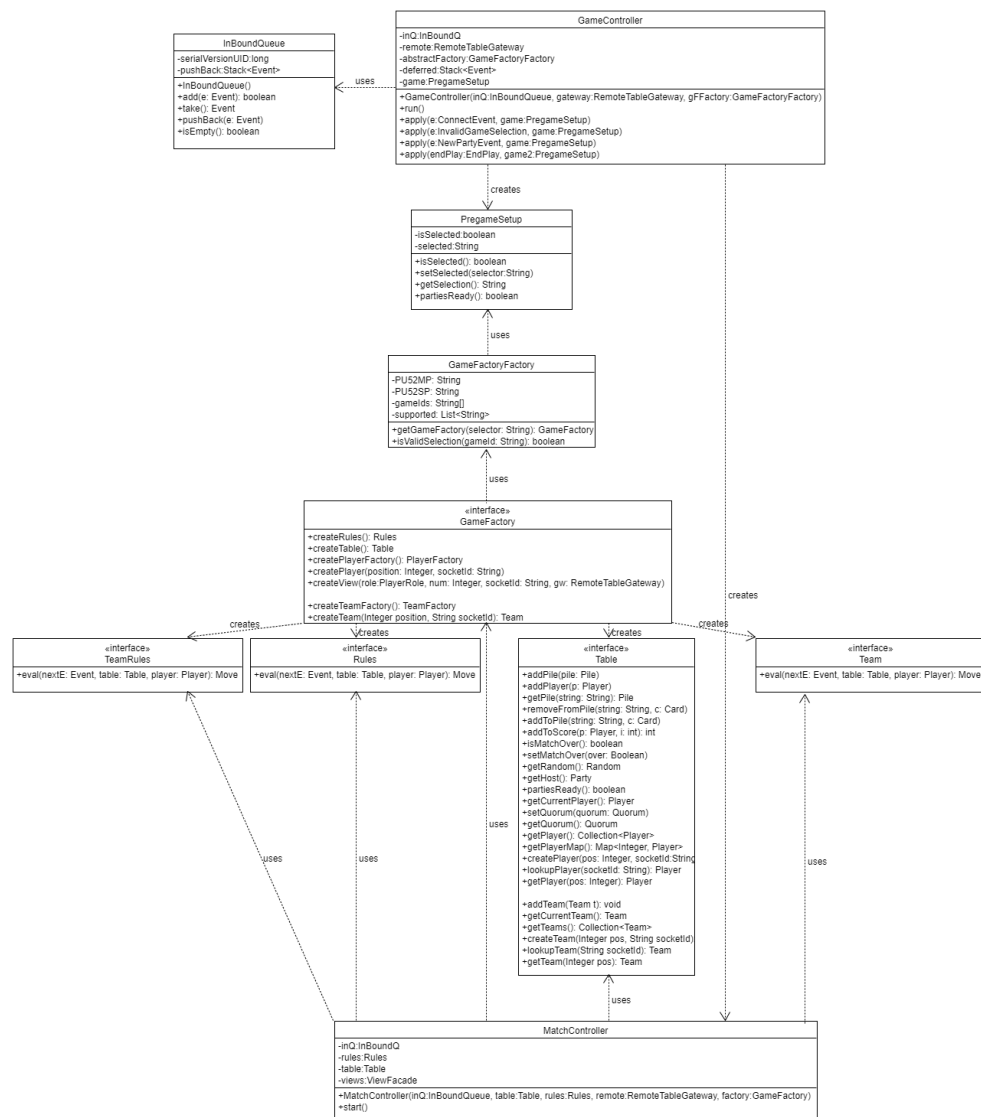 GameController
-inQ:InBoundQ
-remote:RemoteTableGateway
-abstractFactory:GameFactoryFactory
-deferred:Stack<Event>
-game:PregameSetup
+GameController(inQ:InBoundQueue, gateway:RemoteTableGateway, gFFactory:GameFactoryFactory)
+run()
+apply(e:ConnectEvent, game:PregameSetup)
+apply(e:InvalidGameSelection, game:PregameSetup)
+apply(e:NewPartyEvent, game:PregameSetup)
+apply(endPlay:EndPlay, game2:PregameSetup)
InBoundQueue
-serialVersionUID:long
-pushBack:Stack<Event>
+InBoundQueue()
+add(e: Event): boolean
+take(): Event
+pushBack(e: Event)
+isEmpty(): boolean
uses
creates
PregameSetup
-isSelected:boolean
-selected:String
+isSelected(): boolean
+setSelected(selector:String)
+getSelection(): String
+partiesReady(): boolean
uses
GameFactoryFactory
-PU52MP: String
-PU52SP: String
-gameIds: String[]
-supported: List<String>
+getGameFactory(selector: String): GameFactory
+isValidSelection(gameId: String): boolean
uses
«interface»
GameFactory
+createRules(): Rules
+createTable(): Table
+createPlayerFactory(): PlayerFactory
+createPlayer(position: Integer, socketId: String)
+createView(role:PlayerRole, num: Integer, socketId: String, gw: RemoteTableGateway)
+createTeamFactory(): TeamFactory
+createTeam(Integer position, String socketId): Team
creates
creates
creates
creates
creates
«interface»
TeamRules
+eval(nextE: Event, table: Table, player: Player): Move
«interface»
Rules
+eval(nextE: Event, table: Table, player: Player): Move
«interface»
Table
+addPile(pile: Pile)
+addPlayer(p: Player)
+getPile(string: String): Pile
+removeFromPile(string: String, c: Card)
+addToPile(string: String, c: Card)
+addToScore(p: Player, i: int): int
+isMatchOver(): boolean
+setMatchOver(over: Boolean)
+getRandom(): Random
+getHost(): Party
+partiesReady(): boolean
+getCurrentPlayer(): Player
+setQuorum(quorum: Quorum)
+getQuorum(): Quorum
+getPlayer(): Collection<Player>
+getPlayerMap(): Map<Integer, Player>
+createPlayer(pos: Integer, socketId:String
+lookupPlayer(socketId: String): Player
+getPlayer(pos: Integer): Player
+addTeam(Team t): void
+getCurrentTeam(): Team
+getTeams(): Collection<Team>
+createTeam(Integer pos, String socketId)
+lookupTeam(String socketId): Team
+getTeam(Integer pos): Team
«interface»
Team
+eval(nextE: Event, table: Table, player: Player): Move
uses
uses
uses
uses
uses
MatchController
-inQ:InBoundQ
-rules:Rules
-table:Table
-views:ViewFacade
+MatchController(inQ:InBoundQueue, table:Table, rules:Rules, remote:RemoteTableGateway, factory:GameFactory)
+start()